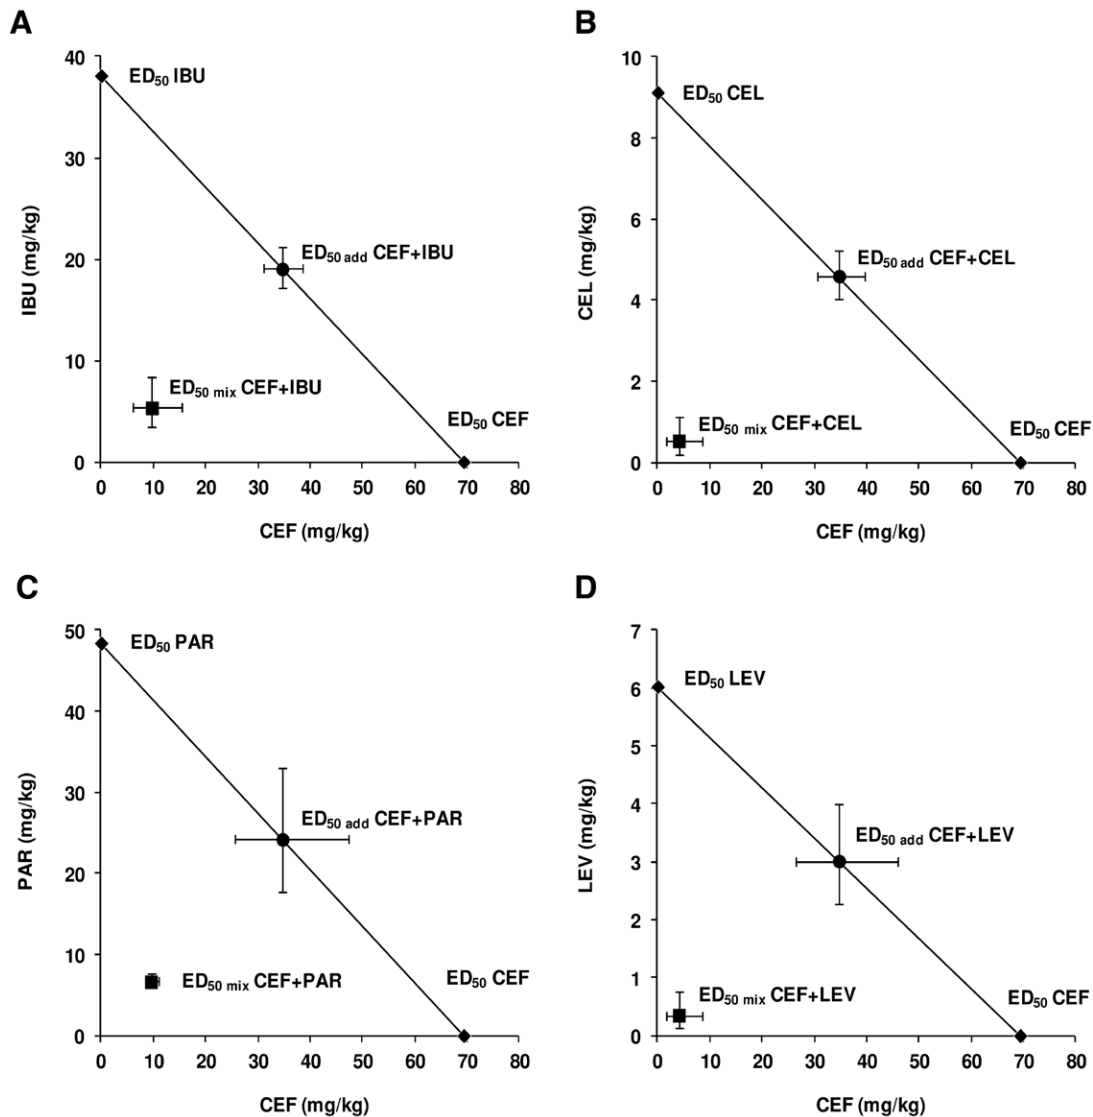 A
40
30
20
10
0
IBU (mg/kg)
ED50 IBU
ED50 add CEF+IBU
ED50 mix CEF+IBU
ED50 CEF
0 10 20 30 40 50 60 70 80
CEF (mg/kg)
B
10
8
6
4
2
0
CEL (mg/kg)
ED50 CEL
ED50 add CEF+CEL
ED50 mix CEF+CEL
ED50 CEF
0 10 20 30 40 50 60 70 80
CEF (mg/kg)
C
50
40
30
20
10
0
PAR (mg/kg)
ED50 PAR
ED50 add CEF+PAR
ED50 mix CEF+PAR
ED50 CEF
0 10 20 30 40 50 60 70 80
CEF (mg/kg)
D
7
6
5
4
3
2
1
0
LEV (mg/kg)
ED50 LEV
ED50 add CEF+LEV
ED50 mix CEF+LEV
ED50 CEF
0 10 20 30 40 50 60 70 80
CEF (mg/kg)